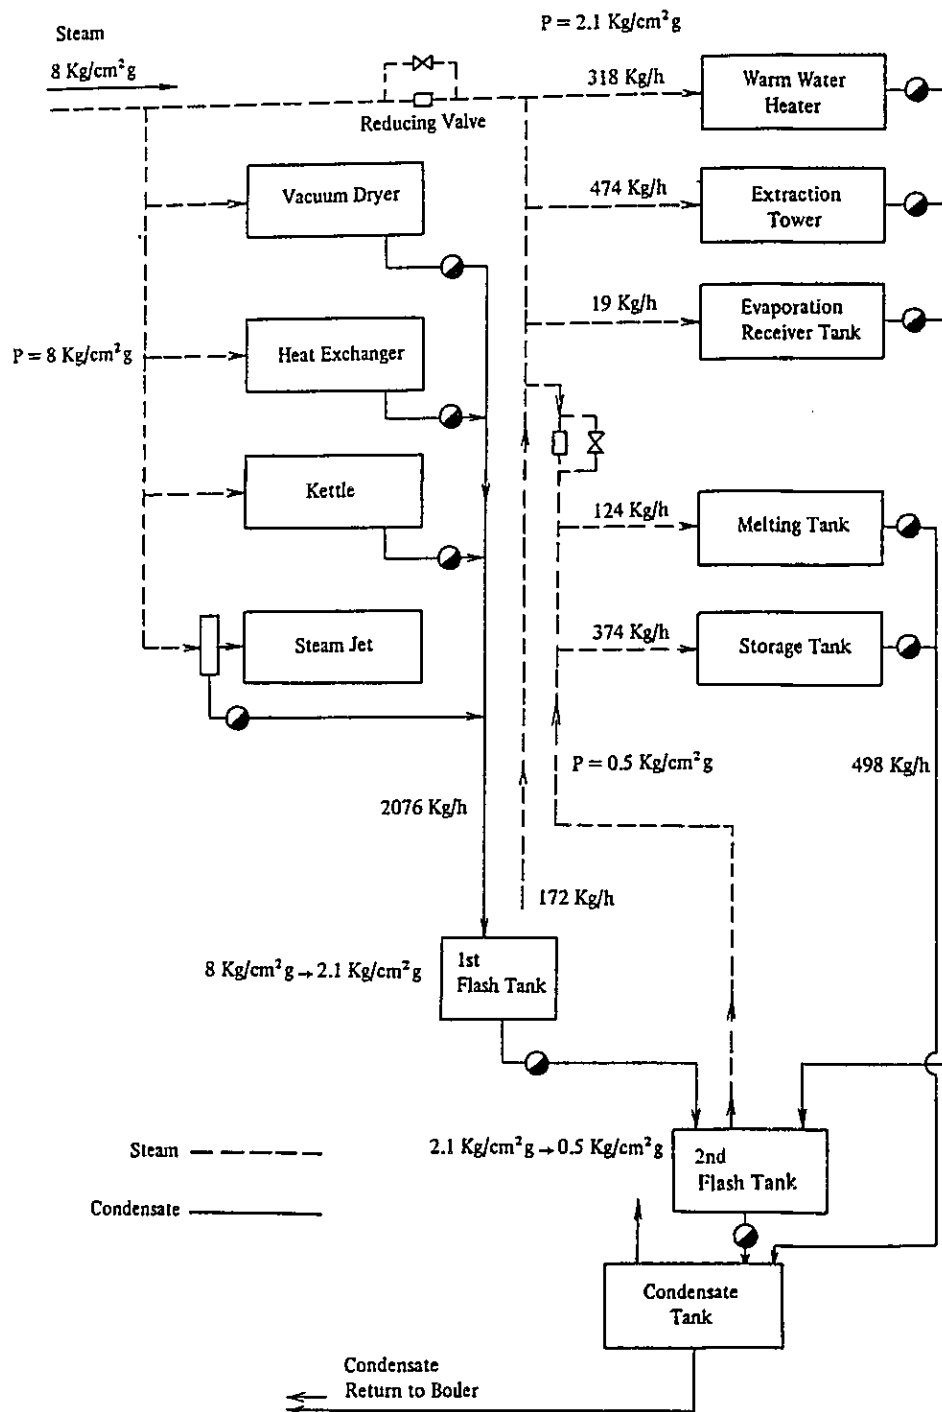 P = 2.1 Kg/cm²g
Steam
8 Kg/cm²g
318 Kg/h
Warm Water
Heater
Reducing Valve
Vacuum Dryer
474 Kg/h
Extraction
Tower
19 Kg/h
Evaporation
Receiver Tank
P = 8 Kg/cm²g
Heat Exchanger
Kettle
124 Kg/h
Melting Tank
Steam Jet
374 Kg/h
Storage Tank
P = 0.5 Kg/cm²g
498 Kg/h
2076 Kg/h
172 Kg/h
8 Kg/cm²g → 2.1 Kg/cm²g
1st
Flash Tank
2.1 Kg/cm²g → 0.5 Kg/cm²g
2nd
Flash Tank
Steam
Condensate
Condensate
Tank
Condensate
Return to Boiler